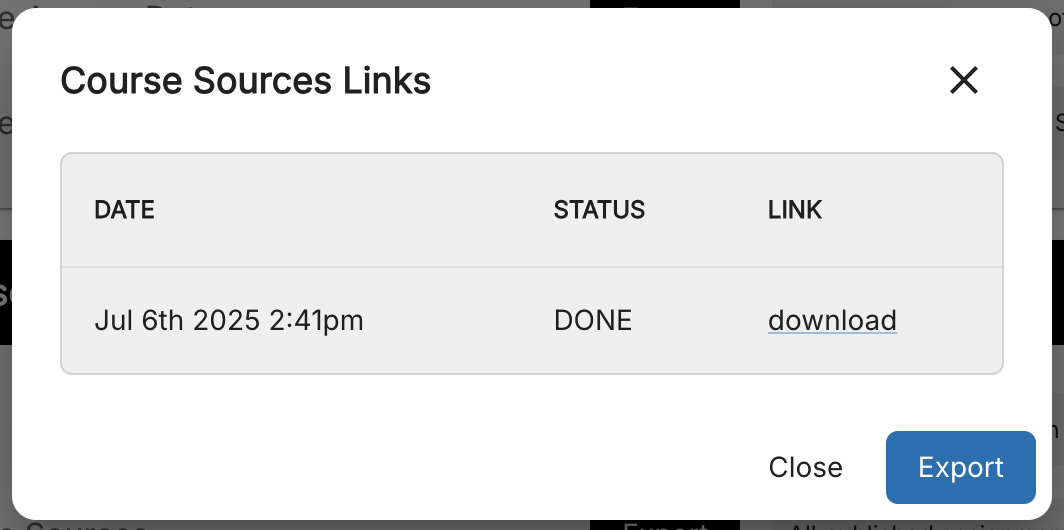 Course Sources Links
DATE STATUS LINK
Jul 6th 2025 2:41pm DONE download
Close Export